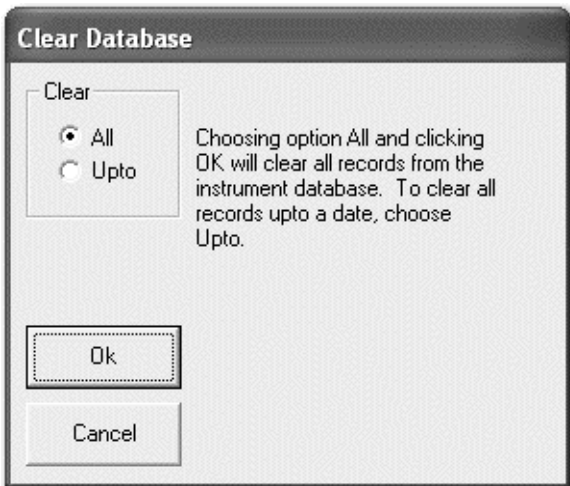 Clear Database
Clear
All
Upto
Choosing option All and clicking
OK will clear all records from the
instrument database.  To clear all
records upto a date, choose
Upto.
Ok
Cancel